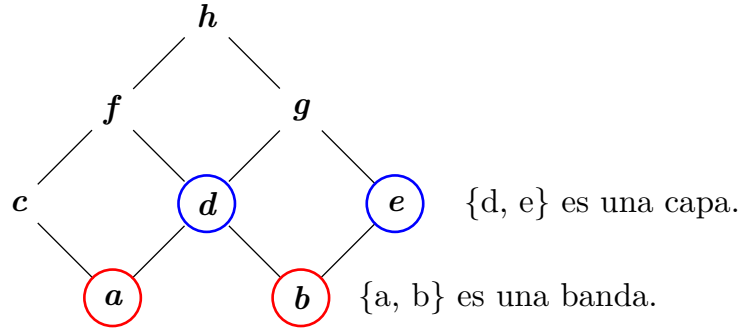 h
f g
c d e {d, e} es una capa.
a b {a, b} es una banda.